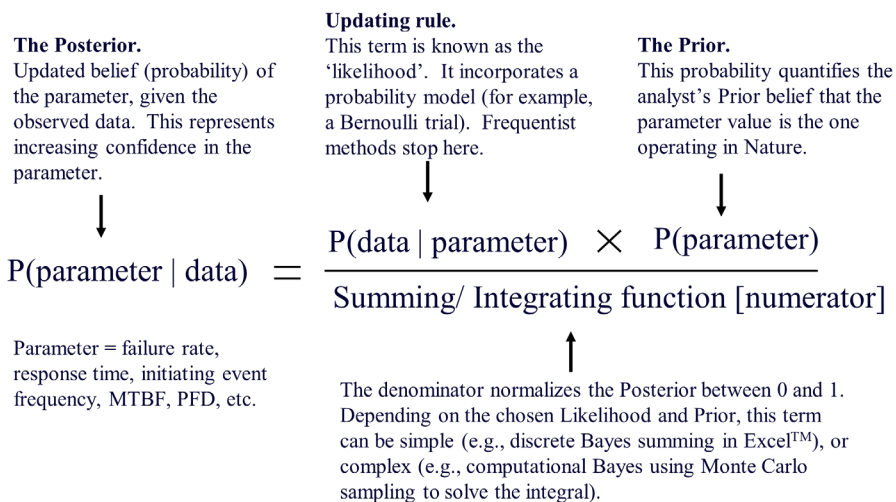 The Posterior.
Updated belief (probability) of
the parameter, given the
observed data.  This represents
increasing confidence in the
parameter.
Updating rule.
This term is known as the
‘likelihood’.  It incorporates a
probability model (for example,
a Bernoulli trial).  Frequentist
methods stop here.
The Prior.
This probability quantifies the
analyst’s Prior belief that the
parameter value is the one
operating in Nature.
P(parameter | data) =
P(data | parameter) × P(parameter)
Summing/ Integrating function [numerator]
Parameter = failure rate,
response time, initiating event
frequency, MTBF, PFD, etc.
The denominator normalizes the Posterior between 0 and 1.
Depending on the chosen Likelihood and Prior, this term
can be simple (e.g., discrete Bayes summing in Excel™), or
complex (e.g., computational Bayes using Monte Carlo
sampling to solve the integral).